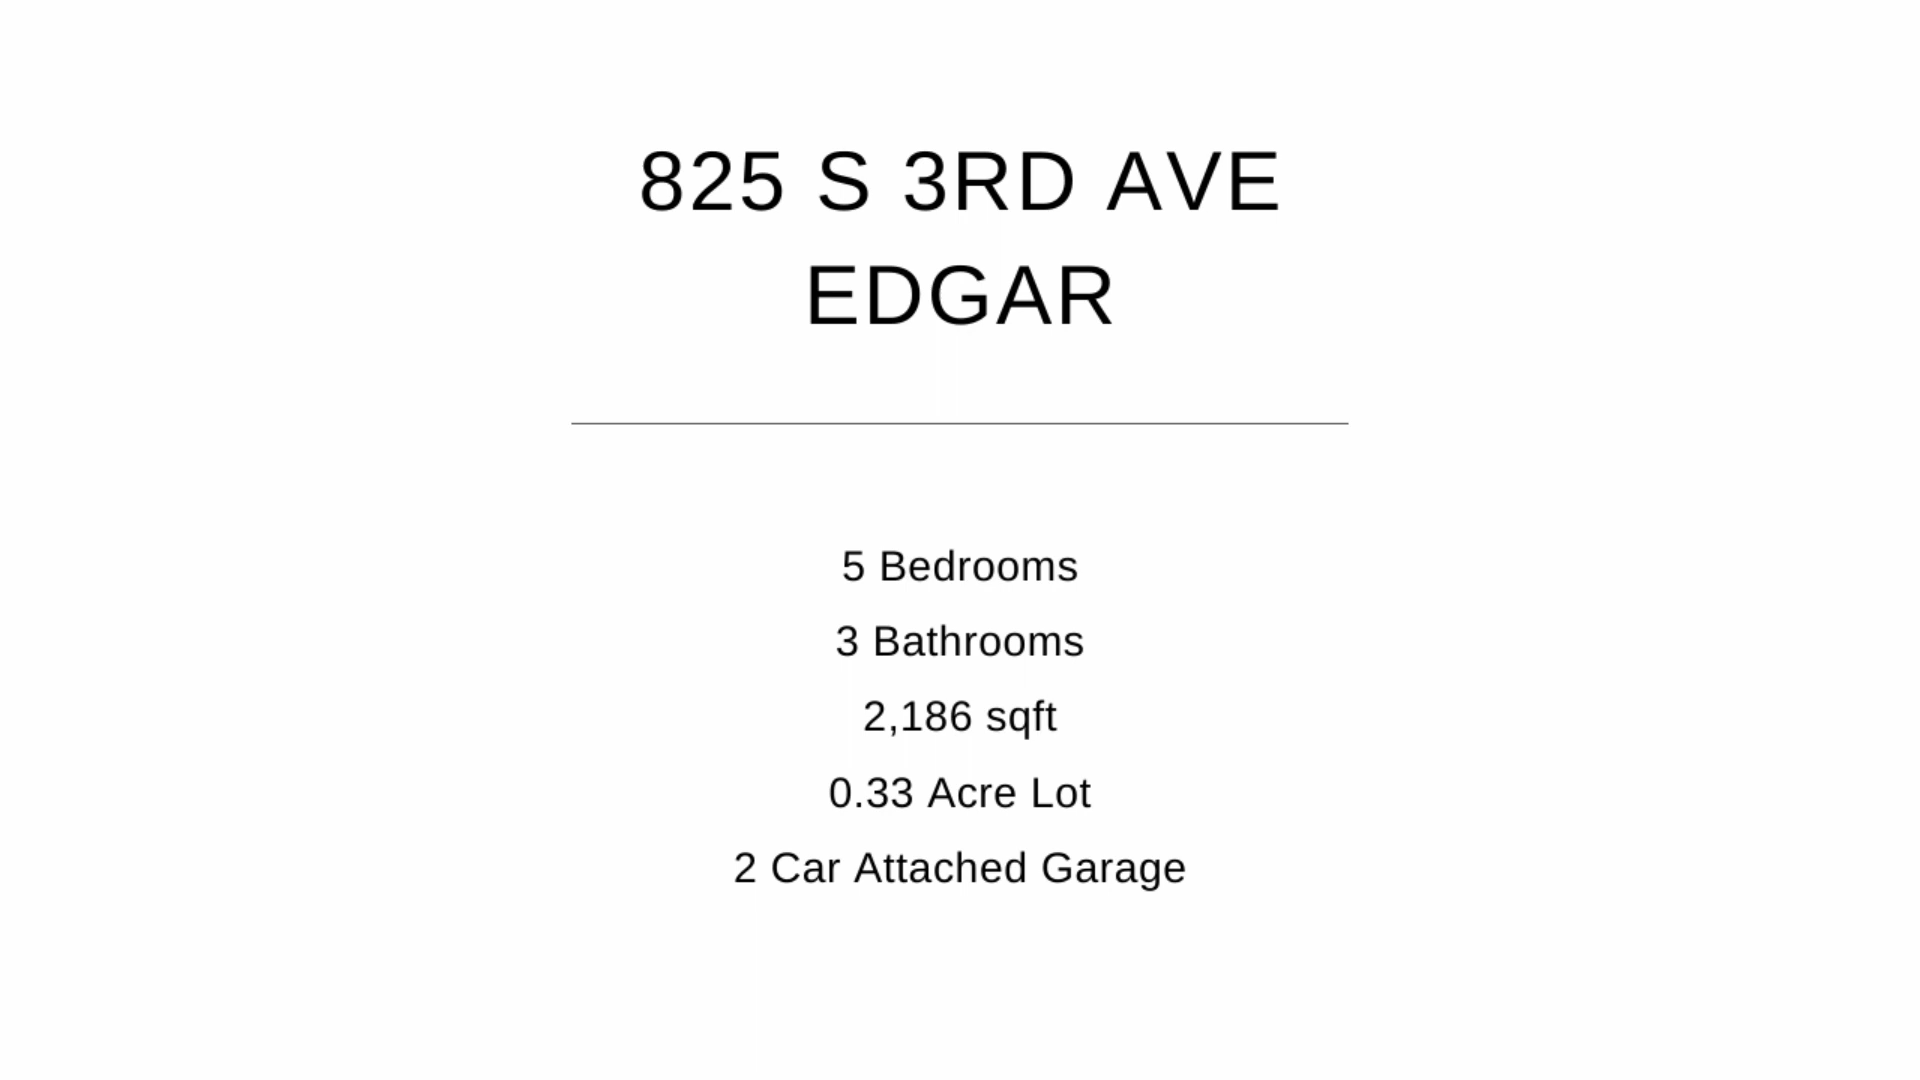 825 S 3RD AVE
EDGAR
5 Bedrooms
3 Bathrooms
2,186 sqft
0.33 Acre Lot
2 Car Attached Garage